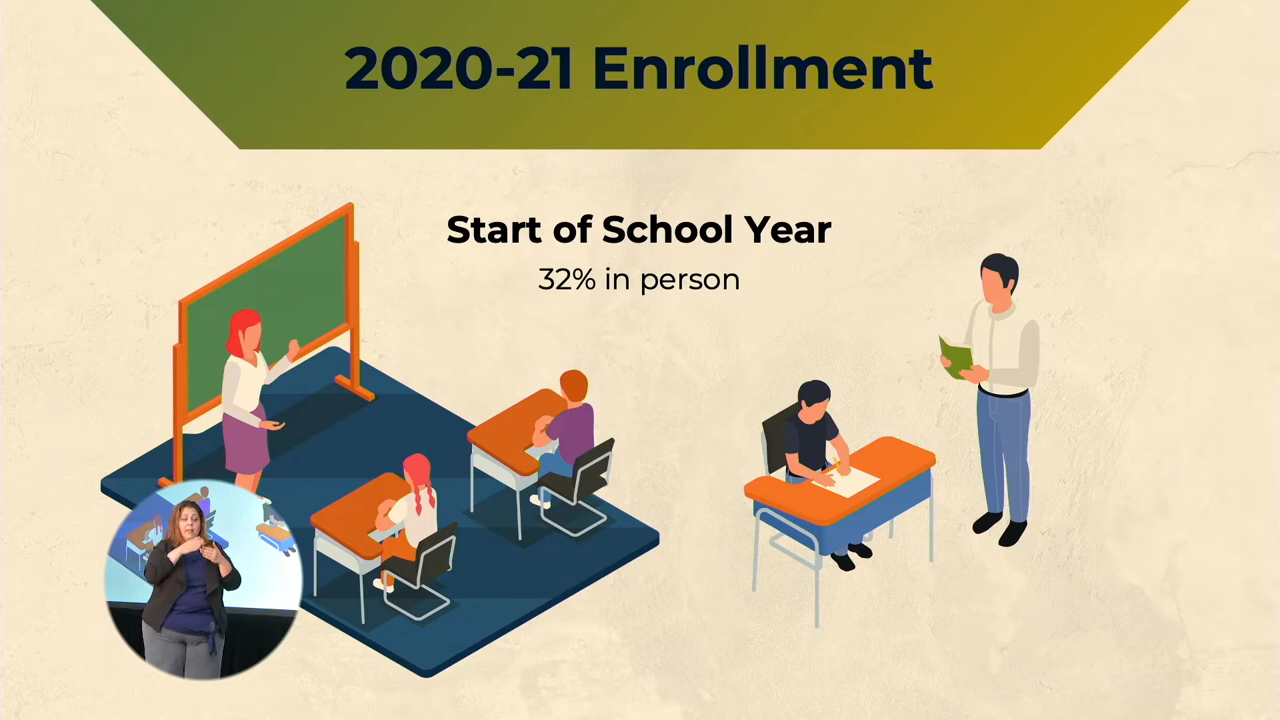 2020-21 Enrollment
Start of School Year
32% in person